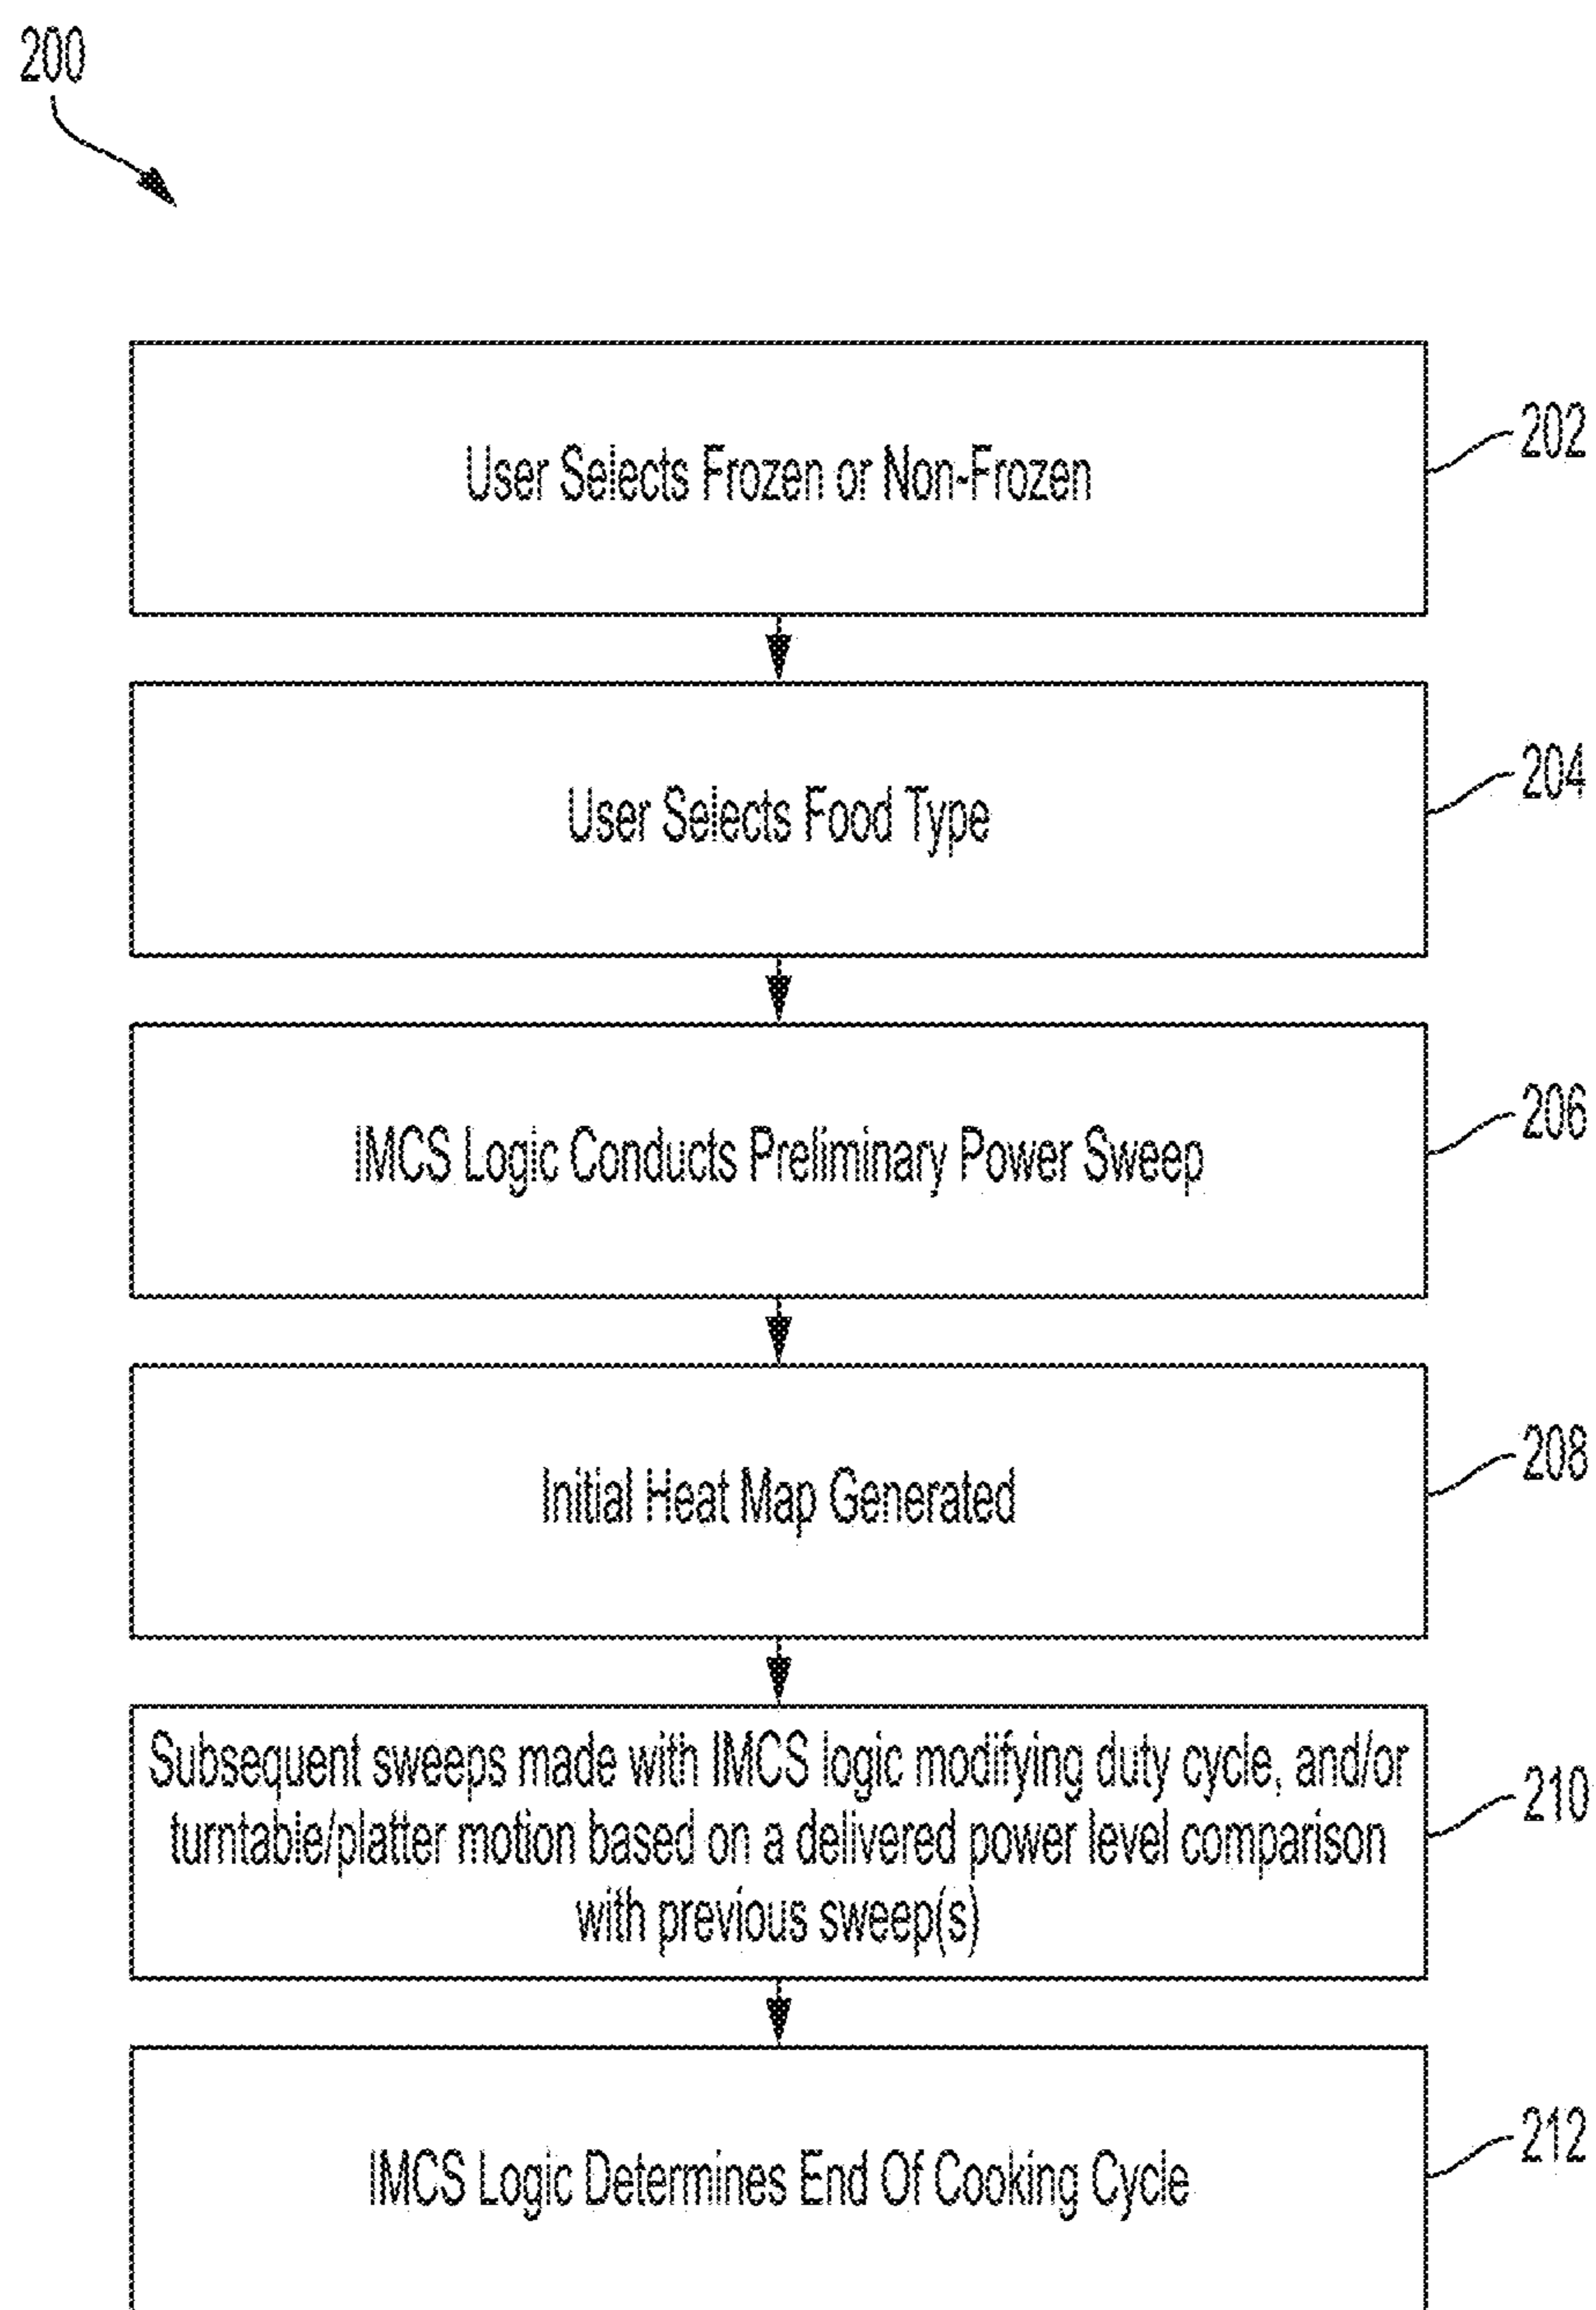 200
User Selects Frozen or Non-Frozen
202
User Selects Food Type
204
IMCS Logic Conducts Preliminary Power Sweep
206
Initial Heat Map Generated
208
Subsequent sweeps made with IMCS logic modifying duty cycle, and/or
turntable/platter motion based on a delivered power level comparison
with previous sweep(s)
210
IMCS Logic Determines End Of Cooking Cycle
212